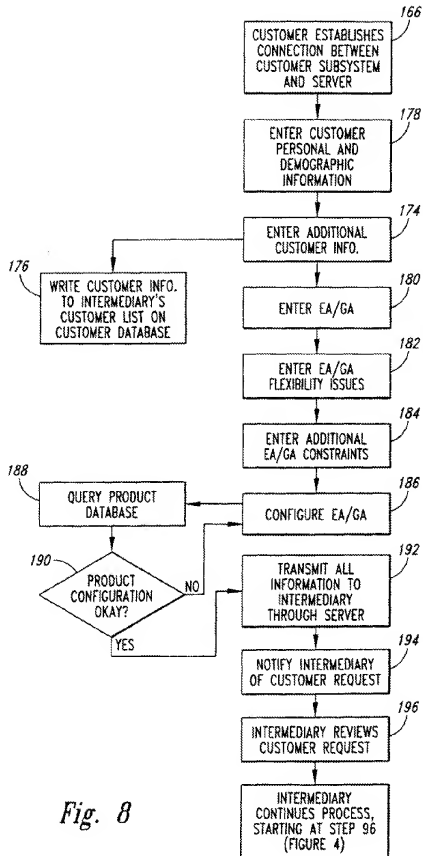 166
CUSTOMER ESTABLISHES
CONNECTION BETWEEN
CUSTOMER SUBSYSTEM
AND SERVER
178
ENTER CUSTOMER
PERSONAL AND
DEMOGRAPHIC
INFORMATION
174
ENTER ADDITIONAL
CUSTOMER INFO.
176
WRITE CUSTOMER INFO.
TO INTERMEDIARY'S
CUSTOMER LIST ON
CUSTOMER DATABASE
180
ENTER EA/GA
182
ENTER EA/GA
FLEXIBILITY ISSUES
184
ENTER ADDITIONAL
EA/GA CONSTRAINTS
186
CONFIGURE EA/GA
188
QUERY PRODUCT
DATABASE
190
PRODUCT
CONFIGURATION
OKAY?
NO
YES
192
TRANSMIT ALL
INFORMATION TO
INTERMEDIARY
THROUGH SERVER
194
NOTIFY INTERMEDIARY
OF CUSTOMER REQUEST
196
INTERMEDIARY REVIEWS
CUSTOMER REQUEST
INTERMEDIARY
CONTINUES PROCESS,
STARTING AT STEP 96
(FIGURE 4)
Fig. 8